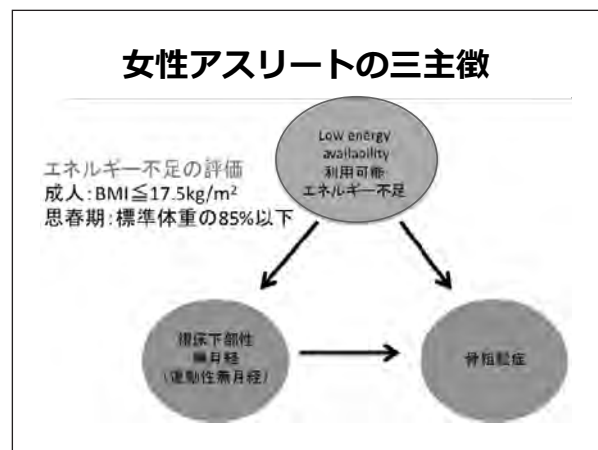 女性アスリートの三主徴
Low energy
availability
利用可能
エネルギー不足
エネルギー不足の評価
成人：BMI≦17.5kg/m²
思春期：標準体重の85%以下
視床下部性
無月経
(運動性無月経)
骨粗鬆症